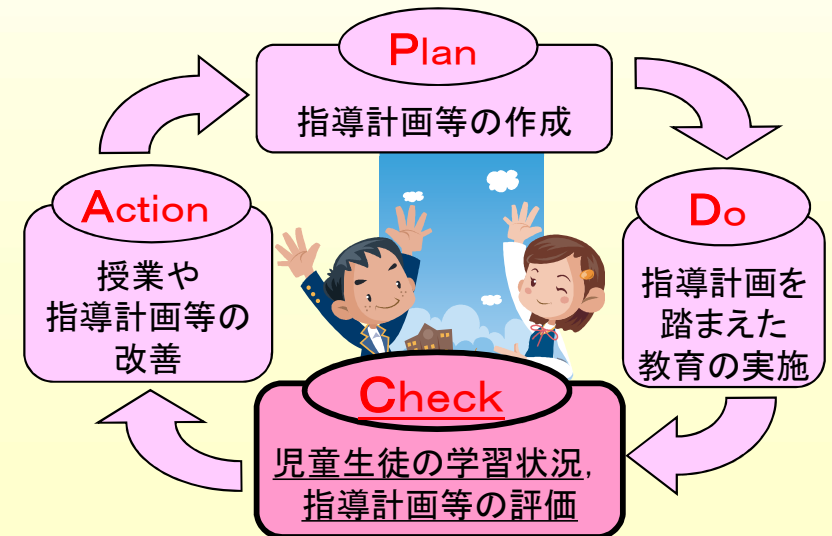 Plan
指導計画等の作成
Do
指導計画を
踏まえた
教育の実施
Check
児童生徒の学習状況,
指導計画等の評価
Action
授業や
指導計画等の
改善